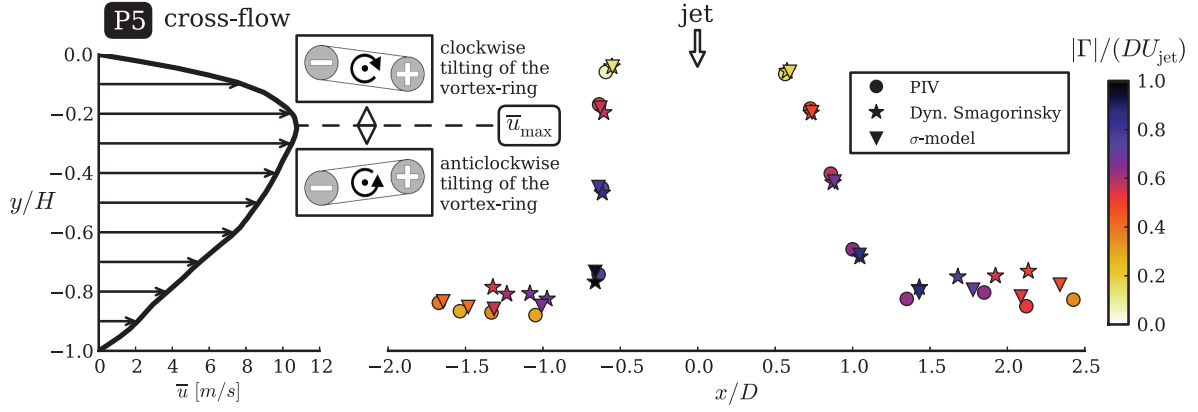 P5 cross-flow
jet
0.0
−0.2
−0.4
−0.6
−0.8
−1.0
y/H
0 2 4 6 8 10 12
u̅ [m/s]
− +
clockwise
tilting of the
vortex-ring
u̅max
− +
anticlockwise
tilting of the
vortex-ring
−2.0 −1.5 −1.0 −0.5 0.0 0.5 1.0 1.5 2.0 2.5
x/D
PIV
Dyn. Smagorinsky
σ-model
|Γ|/(DUjet)
1.0
0.8
0.6
0.4
0.2
0.0